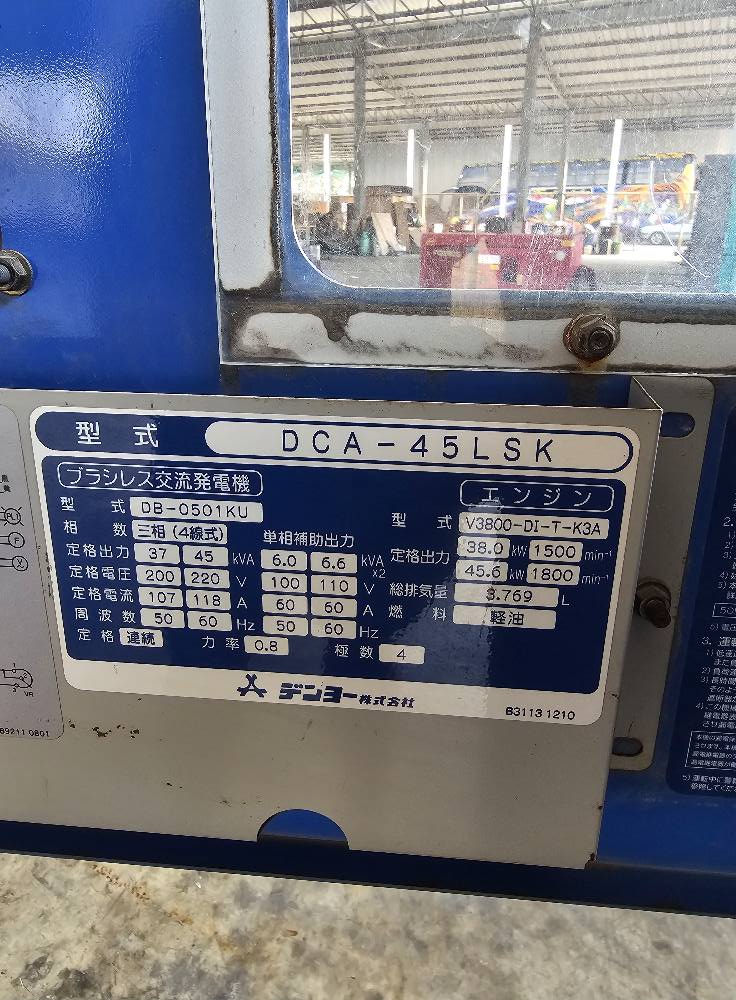 型式 DCA-45LSK
ブラシレス交流発電機
型式 DB-0501KU
相数 三相(4線式) 単相補助出力
定格出力 37 45 kVA 6.0 6.6 kVA x2
定格電圧 200 220 V 100 110 V
定格電流 107 118 A 60 60 A
周波数 50 60 Hz 50 60 Hz
定格 連続 力率 0.8 極数 4
エンジン
型式 V3800-DI-T-K3A
定格出力 38.0 kW 1500 min-1
45.6 kW 1800 min-1
総排気量 3.769 L
燃料 軽油
デンヨー株式会社
B31131210
892110801
VR